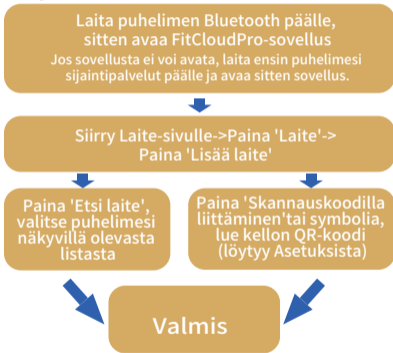 Laita puhelimen Bluetooth päälle,
sitten avaa FitCloudPro-sovellus
Jos sovellusta ei voi avata, laita ensin puhelimesi
sijaintipalvelut päälle ja avaa sitten sovellus.
Siirry Laite-sivulle->Paina 'Laite'->
Paina 'Lisää laite'
Paina 'Etsi laite',
valitse puhelimesi
näkyvillä olevasta
listasta
Paina 'Skannauskoodilla
liittäminen'tai symbolia,
lue kellon QR-koodi
(löytyy Asetuksista)
Valmis